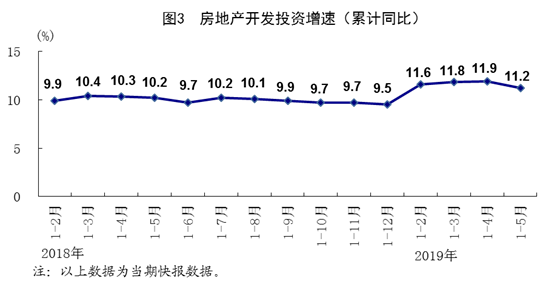 图3 房地产开发投资增速（累计同比）
(%)
15
10
5
0
9.9 10.4 10.3 10.2 9.7 10.2 10.1 9.9 9.7 9.7 9.5 11.6 11.8 11.9 11.2
1-2月 1-3月 1-4月 1-5月 1-6月 1-7月 1-8月 1-9月 1-10月 1-11月 1-12月 1-2月 1-3月 1-4月 1-5月
2018年 2019年
注：以上数据为当期快报数据。